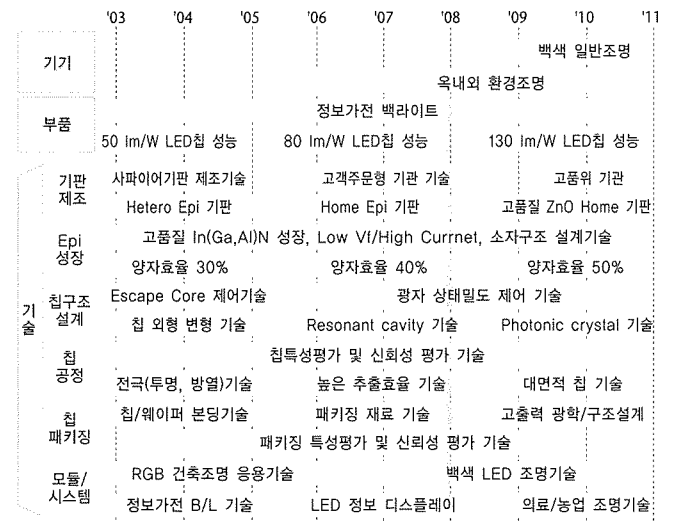 '03 '04 '05 '06 '07 '08 '09 '10 '11
백색 일반조명
기기
옥내외 환경조명
정보가전 백라이트
부품
50 lm/W LED칩 성능 80 lm/W LED칩 성능 130 lm/W LED칩 성능
기술
기판 제조
사파이어기판 제조기술 고객주문형 기관 기술 고품위 기관
Hetero Epi 기판 Home Epi 기판 고품질 ZnO Home 기판
Epi 성장
고품질 In(Ga,Al)N 성장, Low Vf/High Currnet, 소자구조 설계기술
양자효율 30% 양자효율 40% 양자효율 50%
칩구조 설계
Escape Core 제어기술 광자 상태밀도 제어 기술
칩 외형 변형 기술 Resonant cavity 기술 Photonic crystal 기술
칩 공정
칩특성평가 및 신회성 평가 기술
전극(투명, 방열)기술 높은 추출효율 기술 대면적 칩 기술
칩 패키징
칩/웨이퍼 본딩기술 패키징 재료 기술 고출력 광학/구조설계
패키징 특성평가 및 신뢰성 평가 기술
모듈/ 시스템
RGB 건축조명 응용기술 백색 LED 조명기술
정보가전 B/L 기술 LED 정보 디스플레이 의료/농업 조명기술